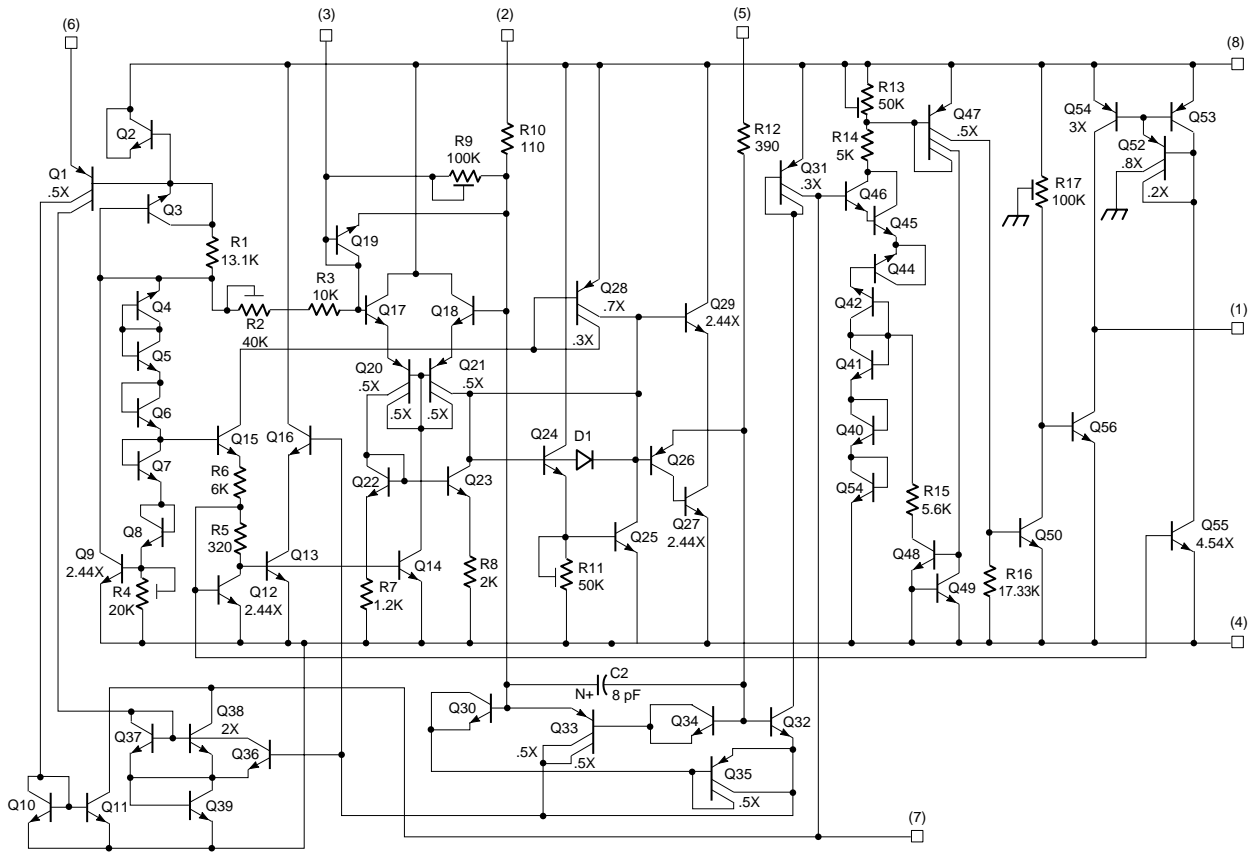 (6)
(3)
(2)
(5)
(8)
Q2
Q1
.5X
Q3
R1
13.1K
R9
100K
R10
110
R12
390
Q31
.3X
R13
50K
R14
5K
Q47
.5X
Q46
Q45
Q44
Q54
3X
Q53
Q52
.8X
.2X
R17
100K
Q19
Q4
R2
40K
R3
10K
Q17
Q18
Q28
.7X
.3X
Q29
2.44X
Q42
(1)
Q5
Q20
.5X
.5X
Q21
.5X
.5X
Q41
Q6
Q15
Q16
Q24
D1
Q26
Q40
Q56
Q7
R6
6K
Q22
Q23
Q27
2.44X
Q54
R15
5.6K
Q8
R5
320
Q13
Q14
Q25
Q50
Q55
4.54X
Q9
2.44X
R4
20K
Q12
2.44X
R7
1.2K
R8
2K
R11
50K
Q48
Q49
R16
17.33K
(4)
C2
N+
8 pF
Q30
Q33
.5X
.5X
Q34
Q32
Q35
.5X
Q38
2X
Q37
Q36
Q10
Q11
Q39
(7)